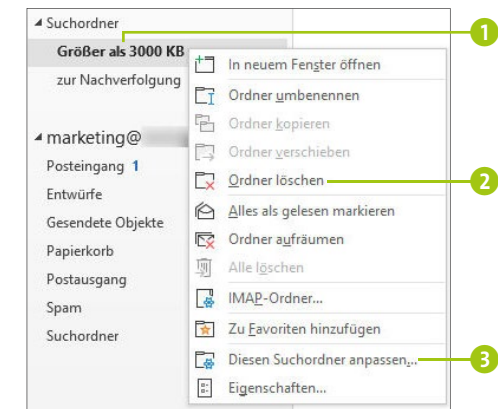 Suchordner
Größer als 3000 KB
zur Nachverfolgung
marketing@
Posteingang 1
Entwürfe
Gesendete Objekte
Papierkorb
Postausgang
Spam
Suchordner
In neuem Fenster öffnen
Ordner umbenennen
Ordner kopieren
Ordner verschieben
Ordner löschen
Alles als gelesen markieren
Ordner aufräumen
Alle löschen
IMAP-Ordner...
Zu Favoriten hinzufügen
Diesen Suchordner anpassen...
Eigenschaften...
1
2
3